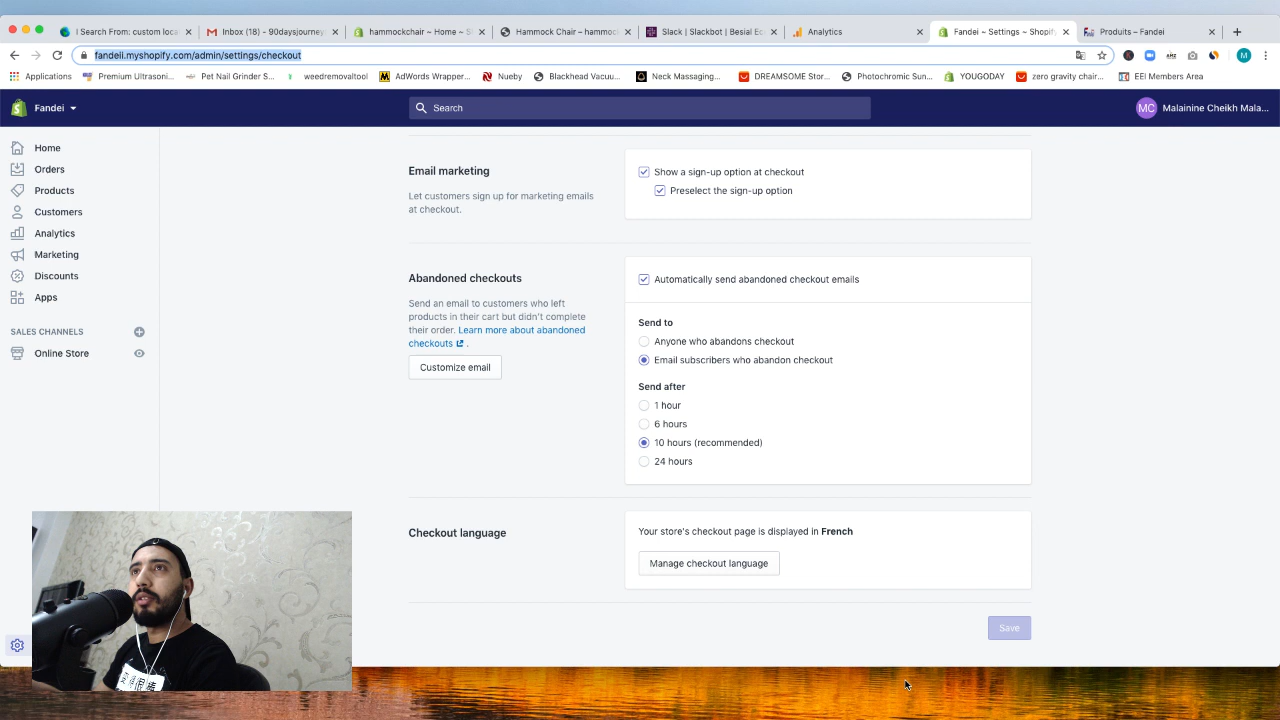 I Search From: custom loca
Inbox (18) - 90daysjourney
hammockchair ~ Home ~ S
Hammock Chair – hammoc
Slack | Slackbot | Besial E
Analytics
Fandei ~ Settings ~ Shopif
Produits – Fandei
fandeii.myshopify.com/admin/settings/checkout
M
Applications
Premium Ultrasoni...
Pet Nail Grinder S...
weedremovaltool
AdWords Wrapper...
Nueby
Blackhead Vacuu...
Neck Massaging...
DREAMSOME Stor...
Photochromic Sun...
YOUGODAY
zero gravity chair...
EEI Members Area
Fandei
Search
MC
Malainine Cheikh Mala...
Home
Orders
Products
Customers
Analytics
Marketing
Discounts
Apps
SALES CHANNELS
Online Store
Email marketing
Let customers sign up for marketing emails
at checkout.
Show a sign-up option at checkout
Preselect the sign-up option
Abandoned checkouts
Send an email to customers who left
products in their cart but didn't complete
their order. Learn more about abandoned
checkouts .
Customize email
Automatically send abandoned checkout emails
Send to
Anyone who abandons checkout
Email subscribers who abandon checkout
Send after
1 hour
6 hours
10 hours (recommended)
24 hours
Checkout language
Your store's checkout page is displayed in French
Manage checkout language
Save